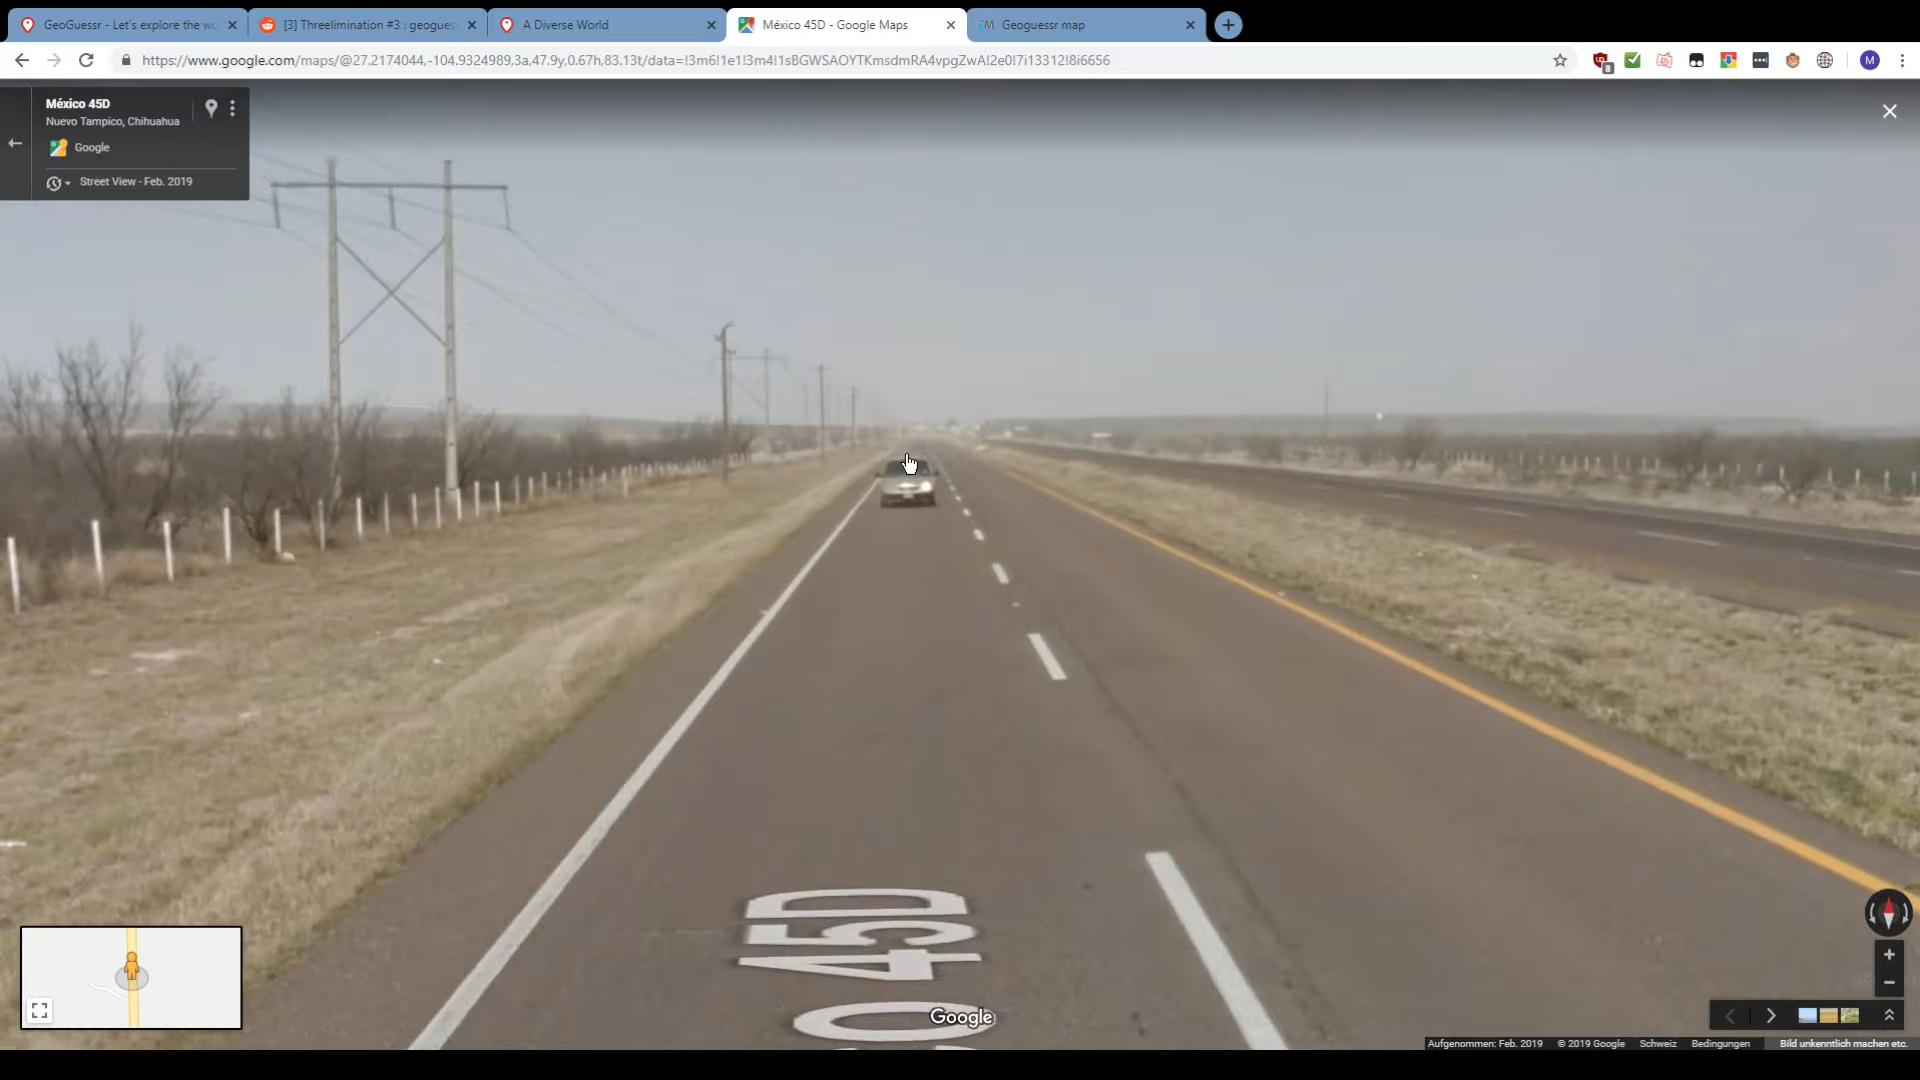 GeoGuessr - Let's explore the wo
[3] Threelimination #3 : geogues
A Diverse World
México 45D - Google Maps
Geoguessr map
https://www.google.com/maps/@27.2174044,-104.9324989,3a,47.9y,0.67h,83.13t/data=!3m6!1e1!3m4!1sBGWSAOYTKmsdmRA4vpgZwA!2e0!7i13312!8i6656
8
M
México 45D
Nuevo Tampico, Chihuahua
Google
Street View - Feb. 2019
45D
Google
Aufgenommen: Feb. 2019 © 2019 Google Schweiz Bedingungen Bild unkenntlich machen etc.